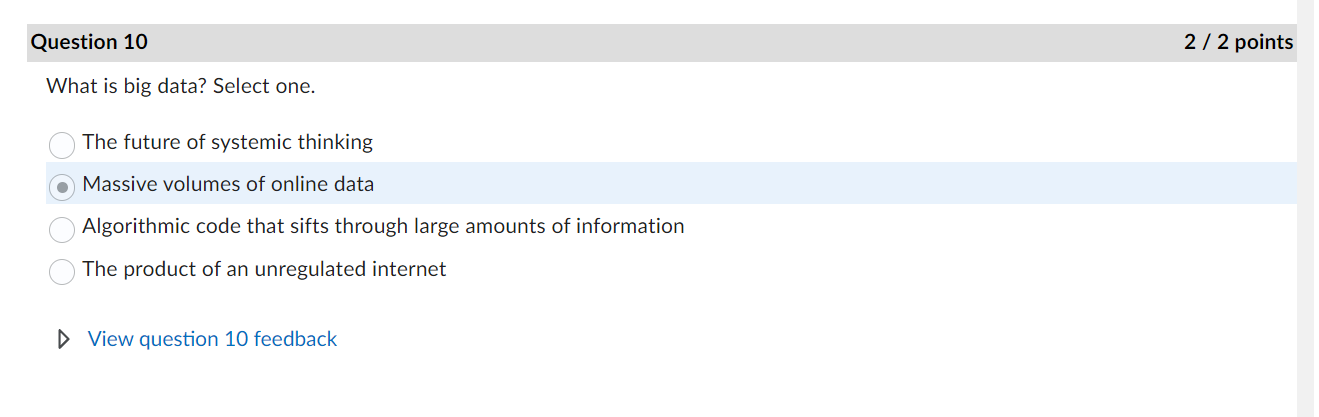 Question 10 2 / 2 points
What is big data? Select one.
The future of systemic thinking
Massive volumes of online data
Algorithmic code that sifts through large amounts of information
The product of an unregulated internet
View question 10 feedback